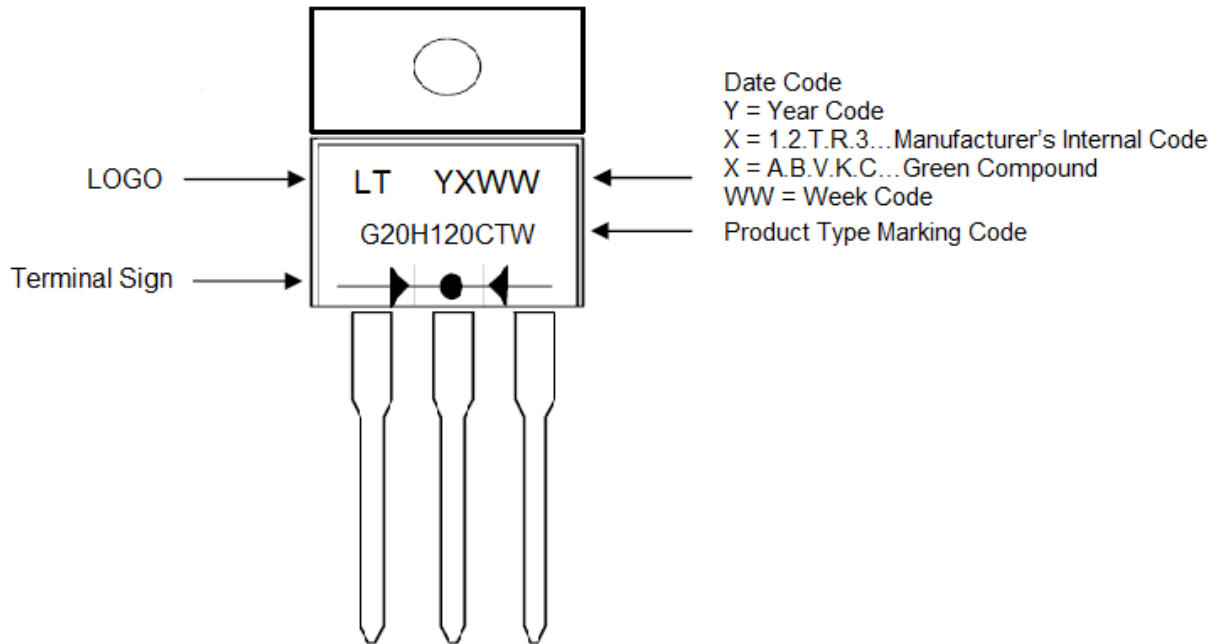 Date Code
Y = Year Code
X = 1.2.T.R.3...Manufacturer's Internal Code
LOGO
LT YXWW
X = A.B.V.K.C...Green Compound
WW = Week Code
G20H120CTW
Product Type Marking Code
Terminal Sign